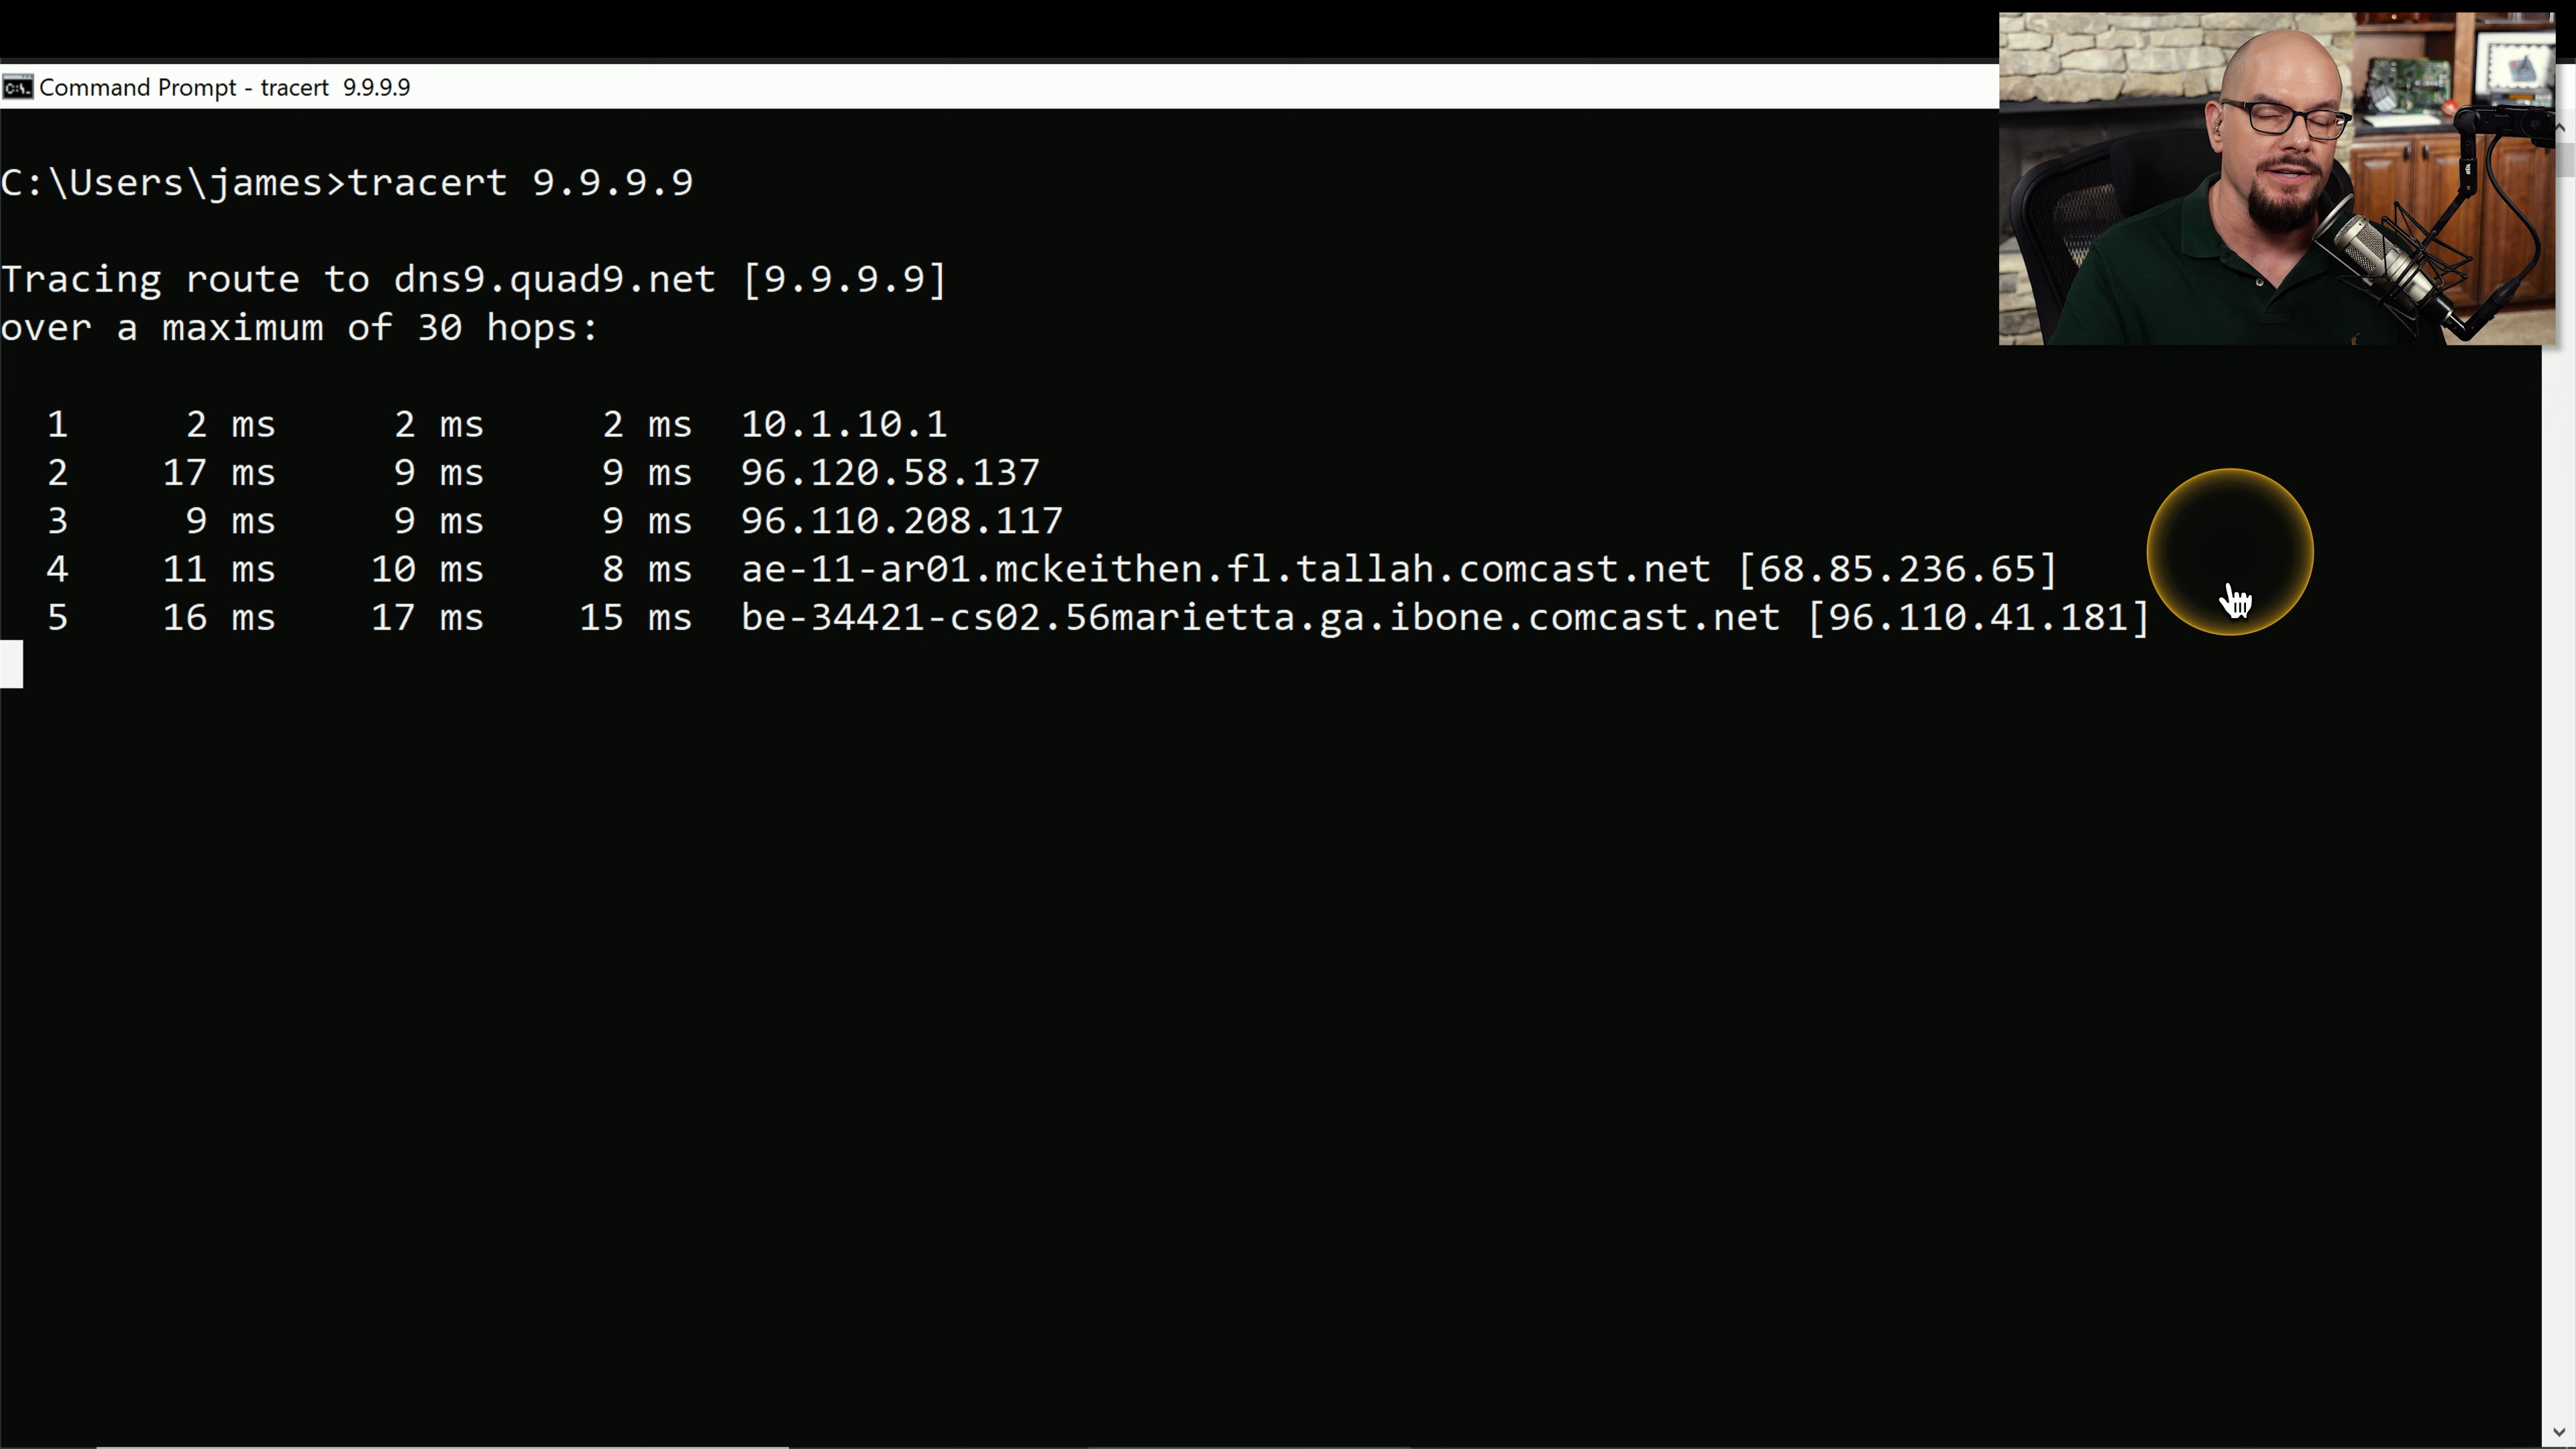 Command Prompt - tracert 9.9.9.9
C:\Users\james>tracert 9.9.9.9
Tracing route to dns9.quad9.net [9.9.9.9]
over a maximum of 30 hops:
1 2 ms 2 ms 2 ms 10.1.10.1
2 17 ms 9 ms 9 ms 96.120.58.137
3 9 ms 9 ms 9 ms 96.110.208.117
4 11 ms 10 ms 8 ms ae-11-ar01.mckeithen.fl.tallah.comcast.net [68.85.236.65]
5 16 ms 17 ms 15 ms be-34421-cs02.56marietta.ga.ibone.comcast.net [96.110.41.181]